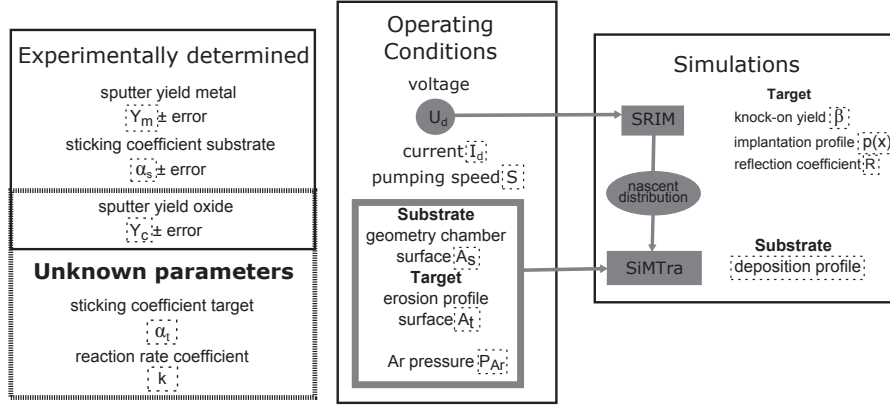 Experimentally determined
sputter yield metal
Ym ± error
sticking coefficient substrate
αs ± error
sputter yield oxide
Yc ± error
Unknown parameters
sticking coefficient target
αt
reaction rate coefficient
k
Operating
Conditions
voltage
Ud
current Id
pumping speed S
Substrate
geometry chamber
surface As
Target
erosion profile
surface At
Ar pressure PAr
Simulations
SRIM
nascent
distribution
SiMTra
Target
knock-on yield β
implantation profile p(x)
reflection coefficient R
Substrate
deposition profile